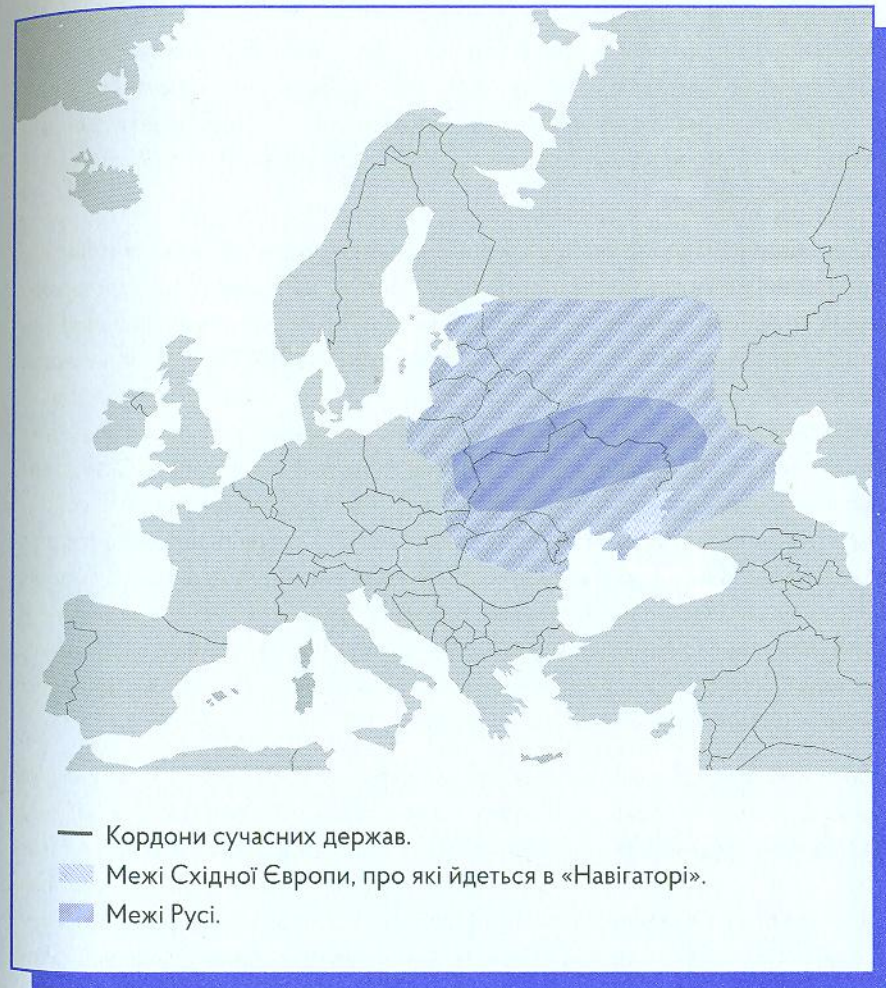 Кордони сучасних держав.
Межі Східної Європи, про які йдеться в «Навігаторі».
Межі Русі.